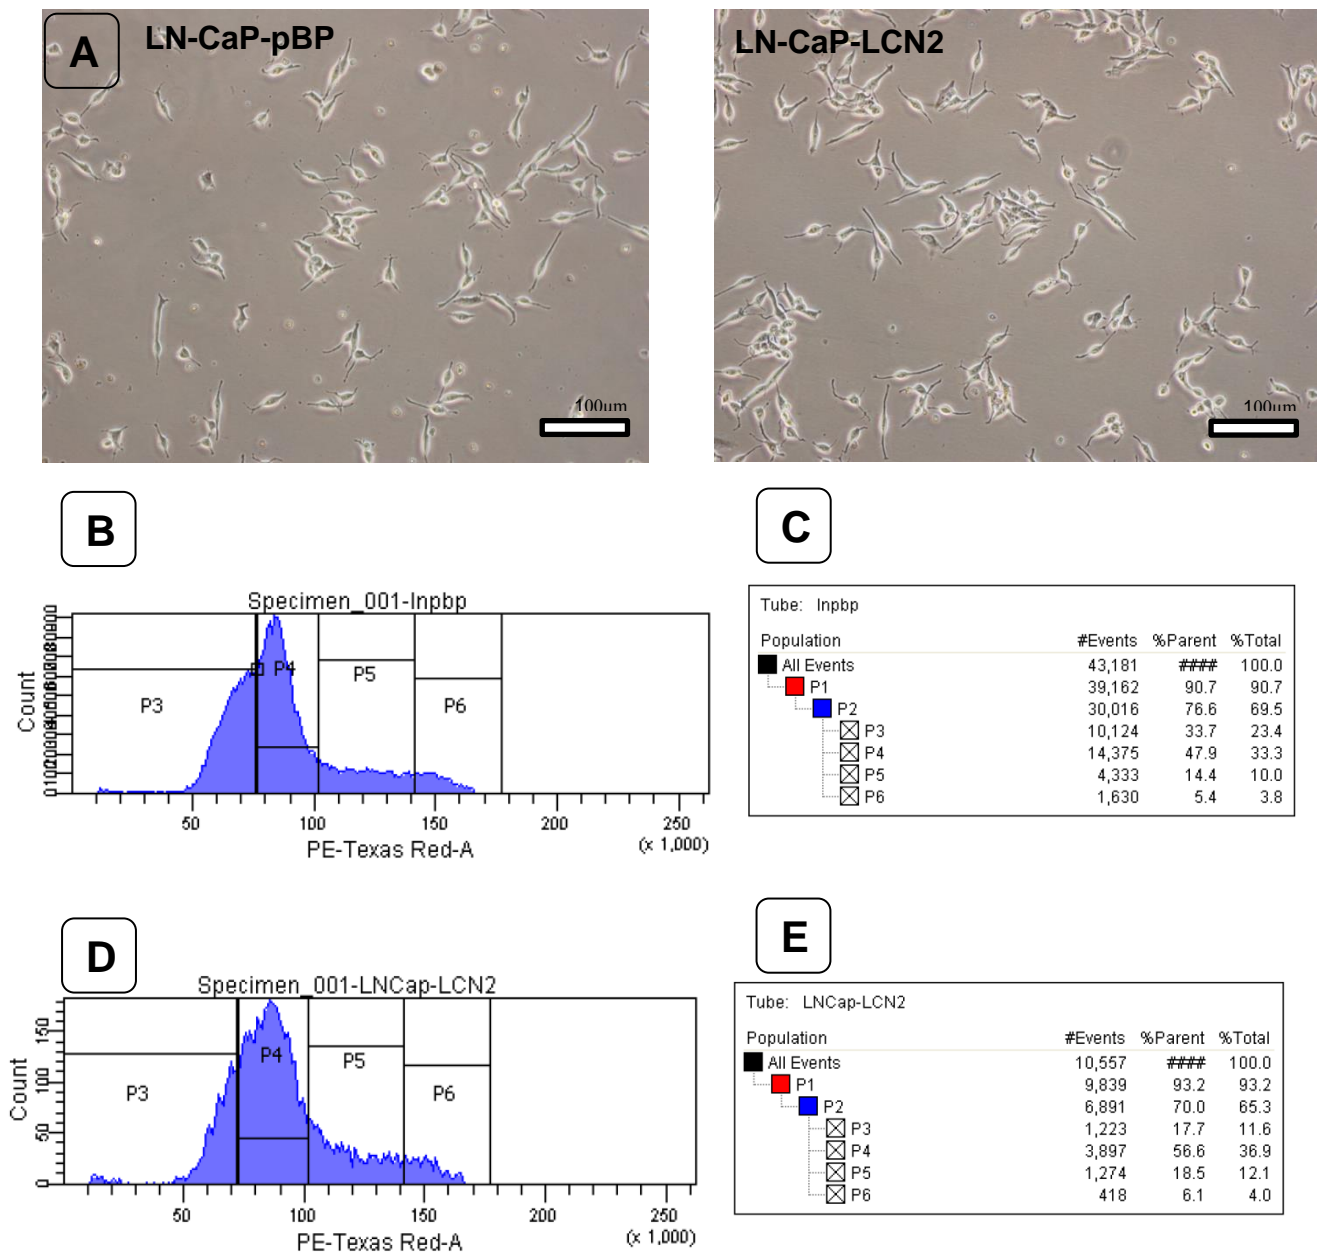 A
LN-CaP-pBP
LN-CaP-LCN2
100µm
100µm
B
C
Specimen_001-lnpbp
Count
P3
P4
P5
P6
50 100 150 200 250
(x 1,000)
PE-Texas Red-A
Tube: lnpbp
Population #Events %Parent %Total
All Events 43,181 #### 100.0
P1 39,162 90.7 90.7
P2 30,016 76.6 69.5
P3 10,124 33.7 23.4
P4 14,375 47.9 33.3
P5 4,333 14.4 10.0
P6 1,630 5.4 3.8
D
E
Specimen_001-LNCap-LCN2
Count
0 50 100 150
P3
P4
P5
P6
50 100 150 200 250
(x 1,000)
PE-Texas Red-A
Tube: LNCap-LCN2
Population #Events %Parent %Total
All Events 10,557 #### 100.0
P1 9,839 93.2 93.2
P2 6,891 70.0 65.3
P3 1,223 17.7 11.6
P4 3,897 56.6 36.9
P5 1,274 18.5 12.1
P6 418 6.1 4.0